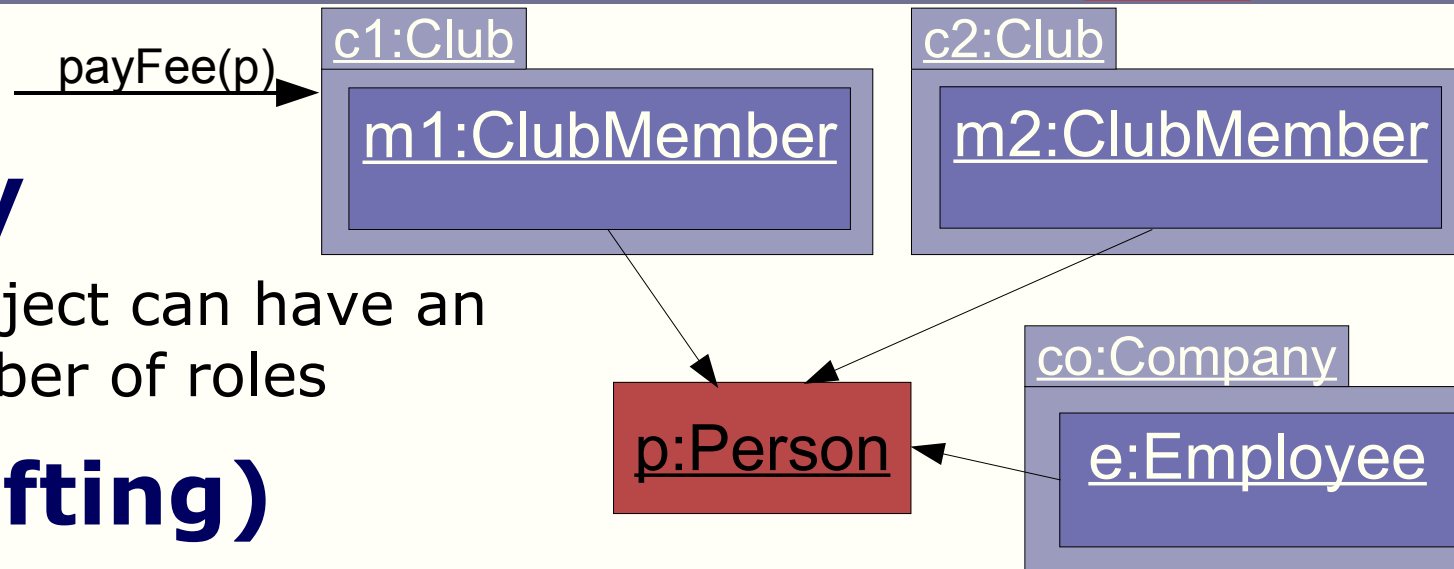 payFee(p)
c1:Club
c2:Club
m1:ClubMember
m2:ClubMember
y
ject can have an
ber of roles
co:Company
p:Person
e:Employee
fting)